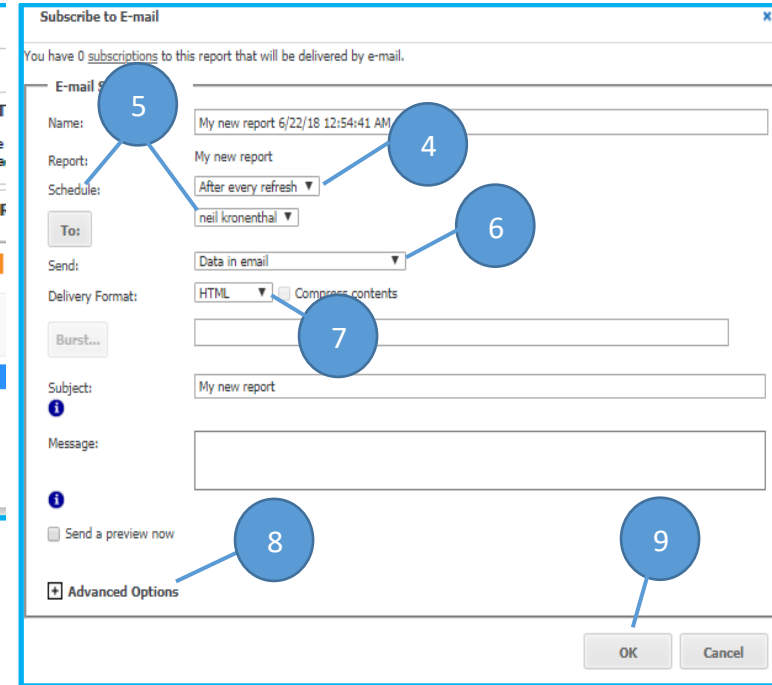 Subscribe to E-mail ×
You have 0 subscriptions to this report that will be delivered by e-mail.
E-mail
5
Name: My new report 6/22/18 12:54:41 AM
4
Report: My new report
Schedule: After every refresh ▼
To: neil kronenthal ▼
6
Send: Data in email ▼
Delivery Format: HTML ▼ Compress contents
7
Burst...
Subject: My new report
i
Message:
i
Send a preview now
8
9
+ Advanced Options
OK Cancel